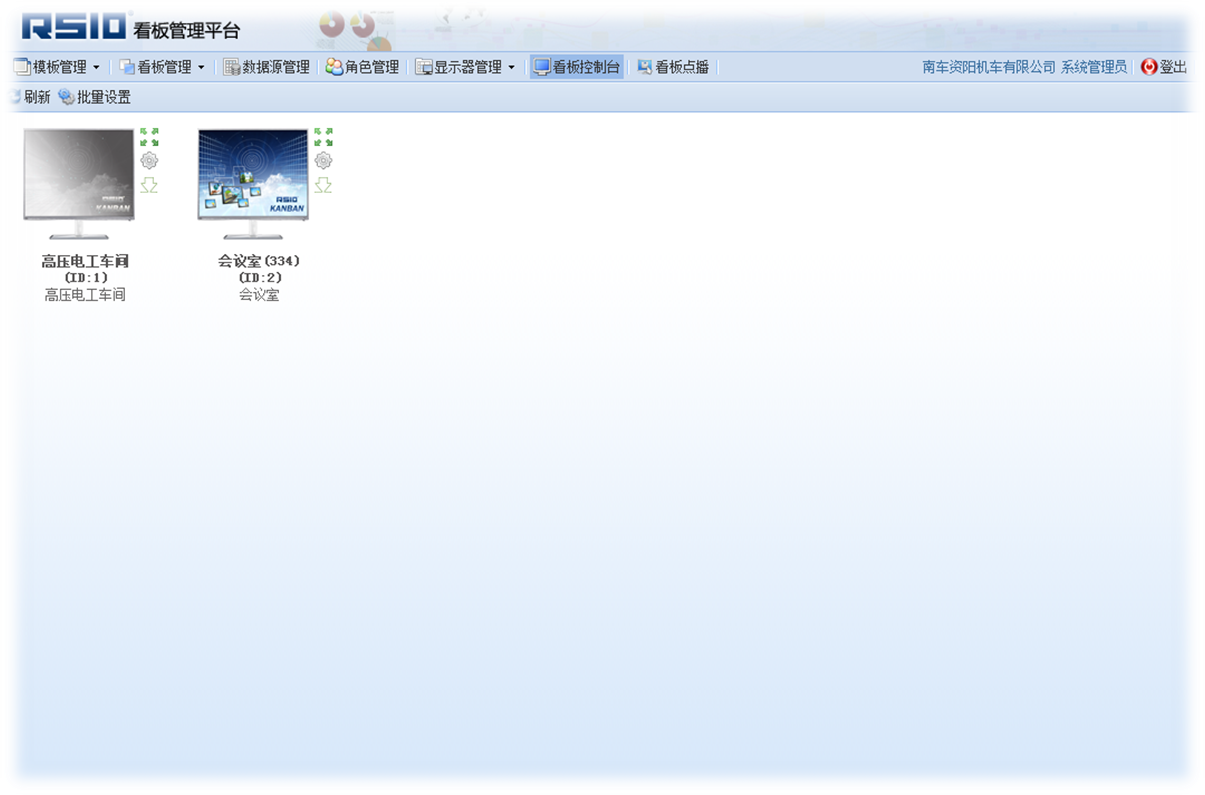 RSIO 看板管理平台
模板管理 看板管理 数据源管理 角色管理 显示器管理 看板控制台 看板点播 南车资阳机车有限公司 系统管理员 登出
刷新 批量设置
RSIO
KANBAN
RSIO
KANBAN
高压电工车间
(ID:1)
高压电工车间
会议室(334)
(ID:2)
会议室